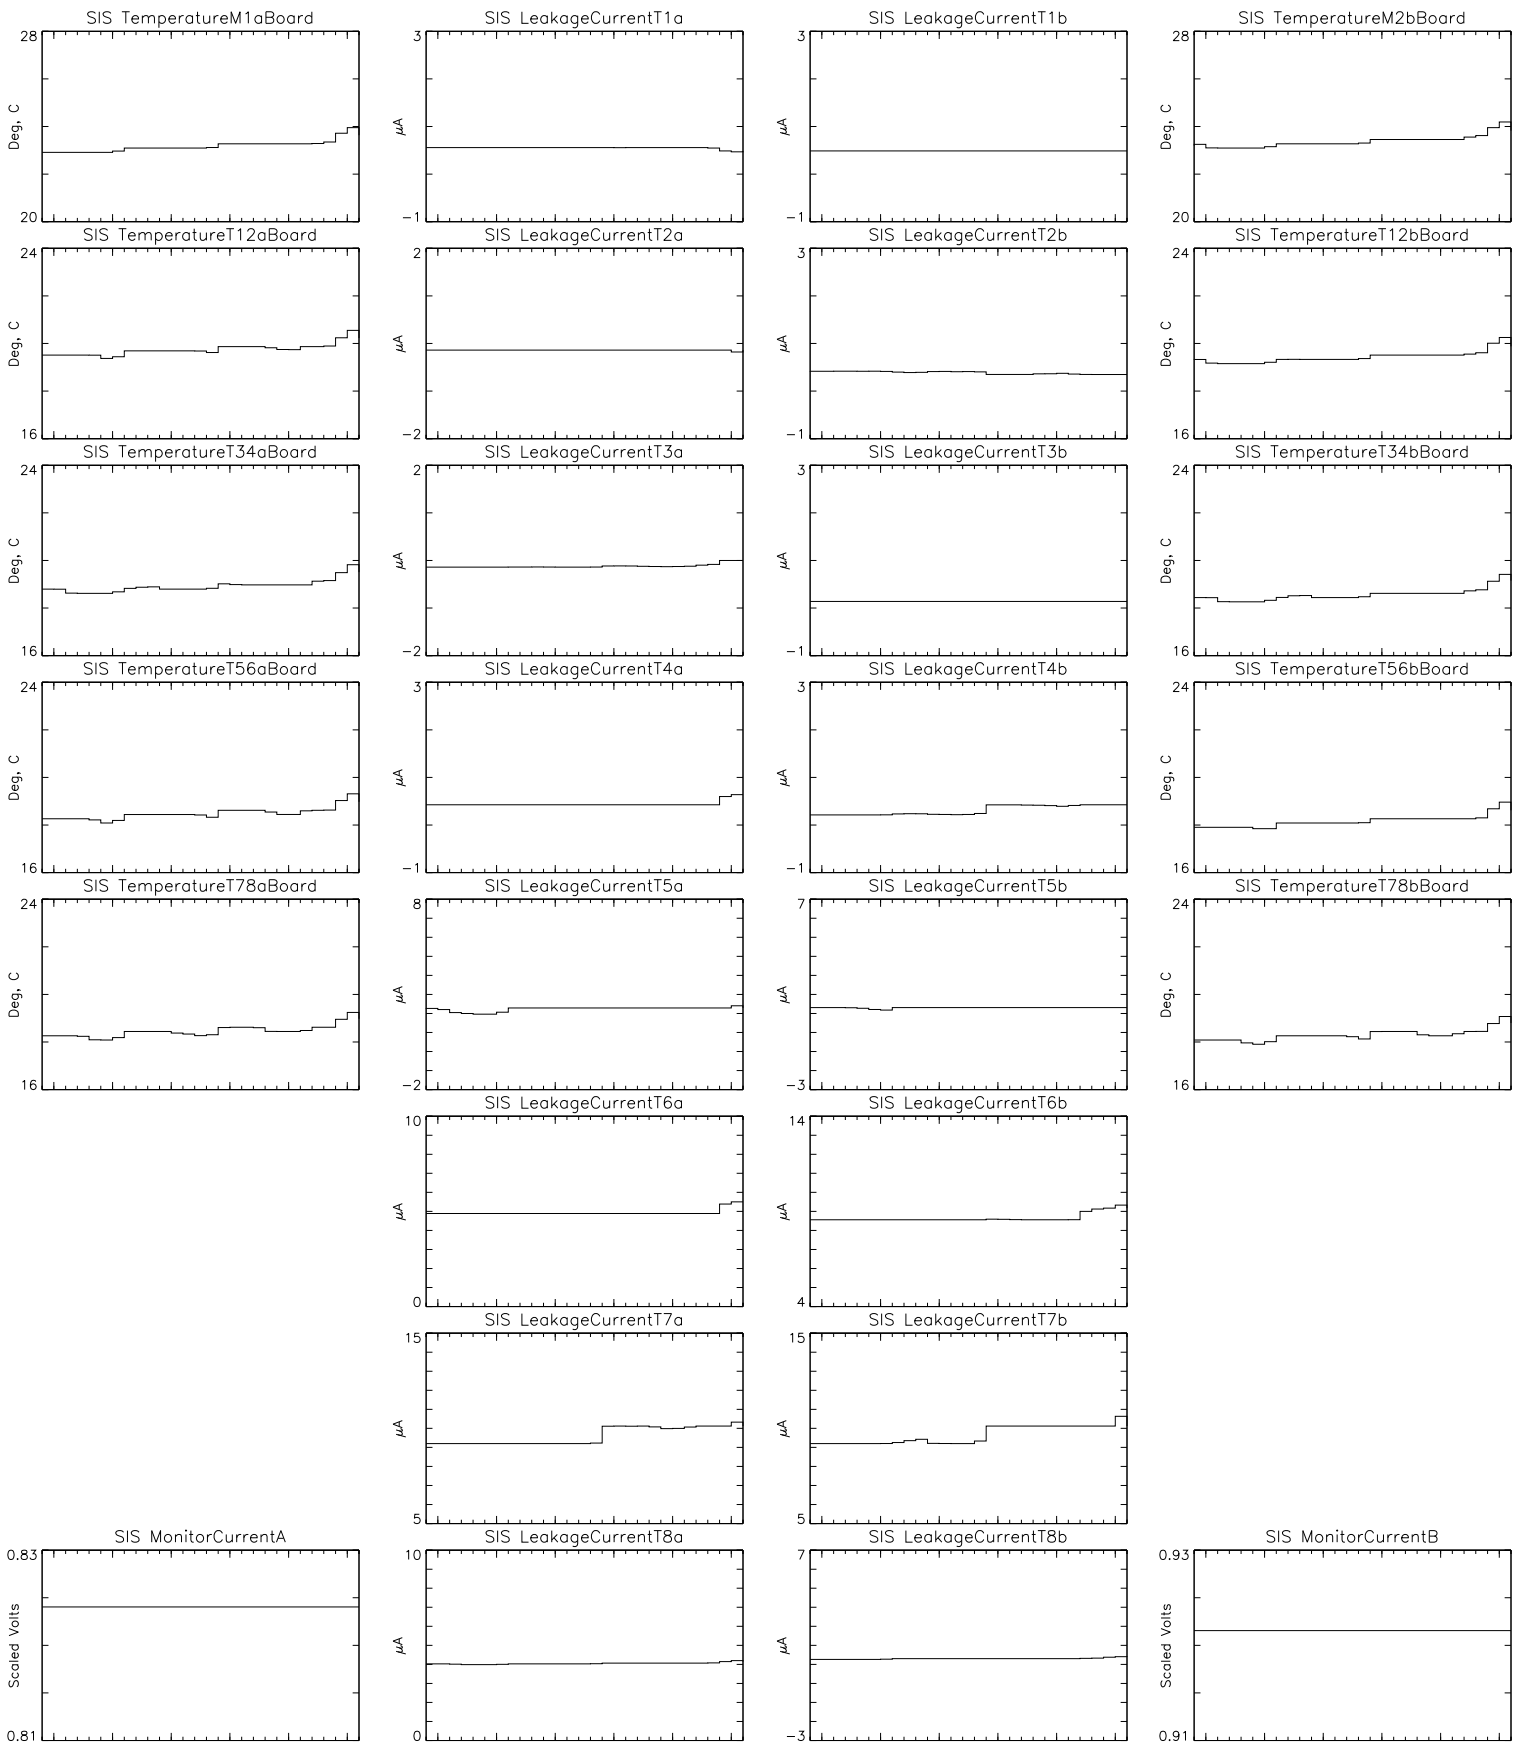 SIS TemperatureM1aBoard
28
Deg, C
20
SIS LeakageCurrentT1a
3
μA
-1
SIS LeakageCurrentT1b
3
μA
-1
SIS TemperatureM2bBoard
28
Deg, C
20
SIS TemperatureT12aBoard
24
Deg, C
16
SIS LeakageCurrentT2a
2
μA
-2
SIS LeakageCurrentT2b
3
μA
-1
SIS TemperatureT12bBoard
24
Deg, C
16
SIS TemperatureT34aBoard
24
Deg, C
16
SIS LeakageCurrentT3a
2
μA
-2
SIS LeakageCurrentT3b
3
μA
-1
SIS TemperatureT34bBoard
24
Deg, C
16
SIS TemperatureT56aBoard
24
Deg, C
16
SIS LeakageCurrentT4a
3
μA
-1
SIS LeakageCurrentT4b
3
μA
-1
SIS TemperatureT56bBoard
24
Deg, C
16
SIS TemperatureT78aBoard
24
Deg, C
16
SIS LeakageCurrentT5a
8
μA
-2
SIS LeakageCurrentT5b
7
μA
-3
SIS TemperatureT78bBoard
24
Deg, C
16
SIS LeakageCurrentT6a
10
μA
0
SIS LeakageCurrentT6b
14
μA
4
SIS LeakageCurrentT7a
15
μA
5
SIS LeakageCurrentT7b
15
μA
5
SIS MonitorCurrentA
0.83
Scaled Volts
0.81
SIS LeakageCurrentT8a
10
μA
0
SIS LeakageCurrentT8b
7
μA
-3
SIS MonitorCurrentB
0.93
Scaled Volts
0.91